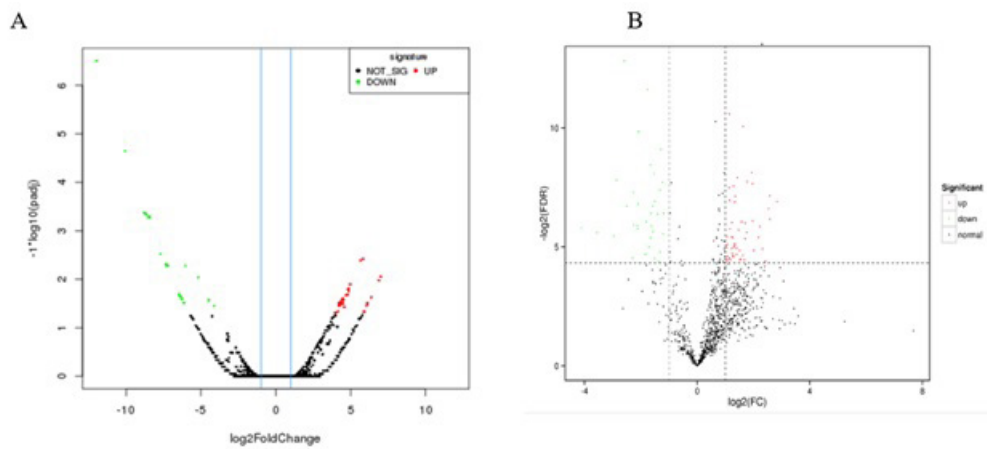 A
B
signature
NOT_SIG UP
DOWN
-1*log10(padj)
0 1 2 3 4 5 6
-10 -5 0 5 10
log2FoldChange
-log2(FDR)
10
5
0
-4 0 4 8
log2(FC)
Significant
up
down
normal